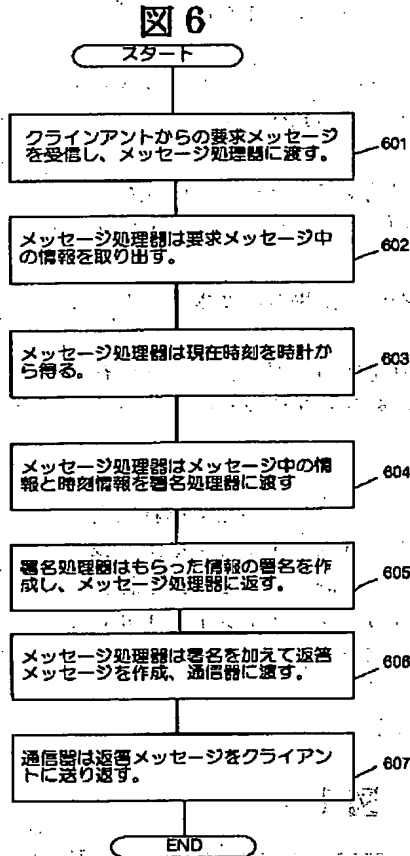 図 6
スタート
クラインアントからの要求メッセージ
を受信し、メッセージ処理器に渡す。
601
メッセージ処理器は要求メッセージ中
の情報を取り出す。
602
メッセージ処理器は現在時刻を時計か
ら得る。
603
メッセージ処理器はメッセージ中の情
報と時刻情報を署名処理器に渡す
604
署名処理器はもらった情報の署名を作
成し、メッセージ処理器に返す。
605
メッセージ処理器は署名を加えて返答
メッセージを作成、通信器に渡す。
606
通信器は返答メッセージをクライアン
トに送り返す。
607
END